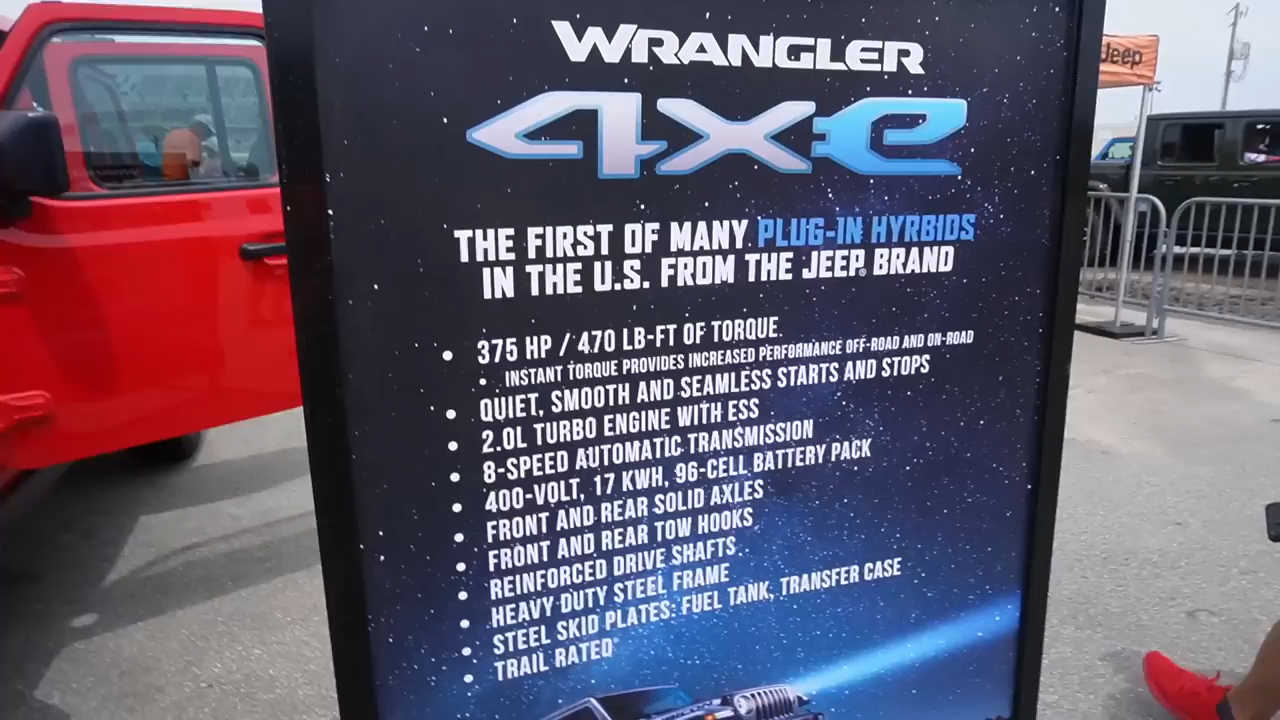 WRANGLER
4xe
THE FIRST OF MANY PLUG-IN HYRBIDS
IN THE U.S. FROM THE JEEP® BRAND
• 375 HP / 470 LB-FT OF TORQUE
• INSTANT TORQUE PROVIDES INCREASED PERFORMANCE OFF-ROAD AND ON-ROAD
• QUIET, SMOOTH AND SEAMLESS STARTS AND STOPS
• 2.0L TURBO ENGINE WITH ESS
• 8-SPEED AUTOMATIC TRANSMISSION
• 400-VOLT, 17 KWH, 96-CELL BATTERY PACK
• FRONT AND REAR SOLID AXLES
• FRONT AND REAR TOW HOOKS
• REINFORCED DRIVE SHAFTS
• HEAVY DUTY STEEL FRAME
• STEEL SKID PLATES: FUEL TANK, TRANSFER CASE
• TRAIL RATED®
Jeep